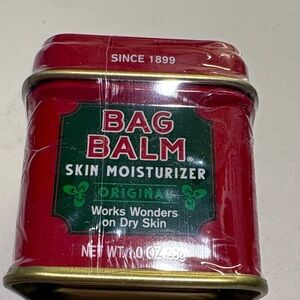 SINCE 1899
BAG
BALM®
SKIN MOISTURIZER
ORIGINAL
Works Wonders
on Dry Skin
NET WT 1.0 OZ